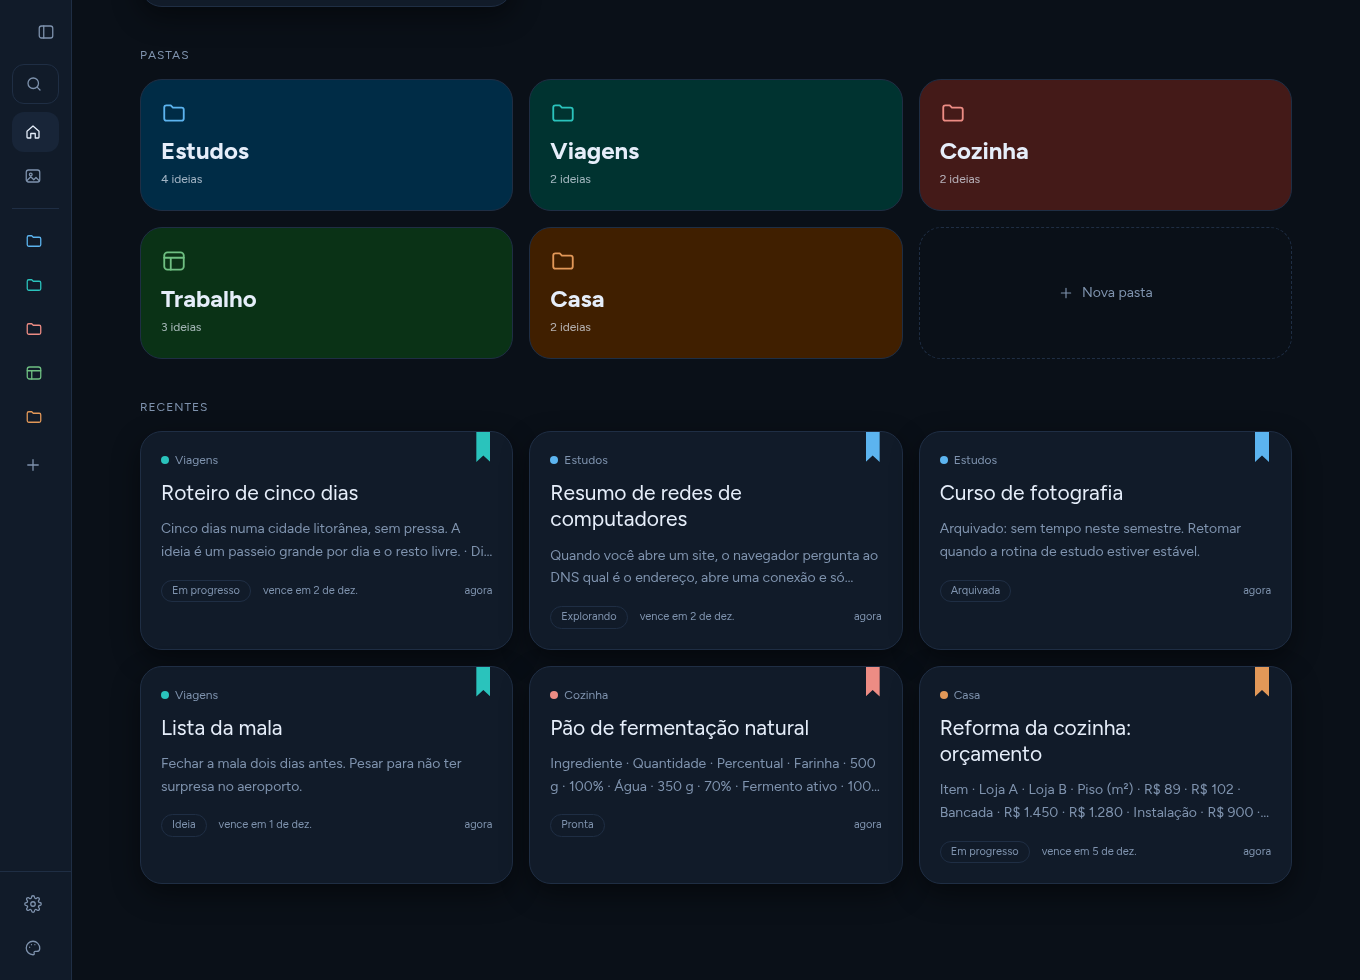 PASTAS
Estudos
4 ideias
Viagens
2 ideias
Cozinha
2 ideias
Trabalho
3 ideias
Casa
2 ideias
Nova pasta
RECENTES
Viagens
Roteiro de cinco dias
Cinco dias numa cidade litorânea, sem pressa. A
ideia é um passeio grande por dia e o resto livre. · Di...
Em progresso vence em 2 de dez. agora
Estudos
Resumo de redes de
computadores
Quando você abre um site, o navegador pergunta ao
DNS qual é o endereço, abre uma conexão e só...
Explorando vence em 2 de dez. agora
Estudos
Curso de fotografia
Arquivado: sem tempo neste semestre. Retomar
quando a rotina de estudo estiver estável.
Arquivada agora
Viagens
Lista da mala
Fechar a mala dois dias antes. Pesar para não ter
surpresa no aeroporto.
Ideia vence em 1 de dez. agora
Cozinha
Pão de fermentação natural
Ingrediente · Quantidade · Percentual · Farinha · 500
g · 100% · Água · 350 g · 70% · Fermento ativo · 100...
Pronta agora
Casa
Reforma da cozinha:
orçamento
Item · Loja A · Loja B · Piso (m²) · R$ 89 · R$ 102 ·
Bancada · R$ 1.450 · R$ 1.280 · Instalação · R$ 900 ·...
Em progresso vence em 5 de dez. agora